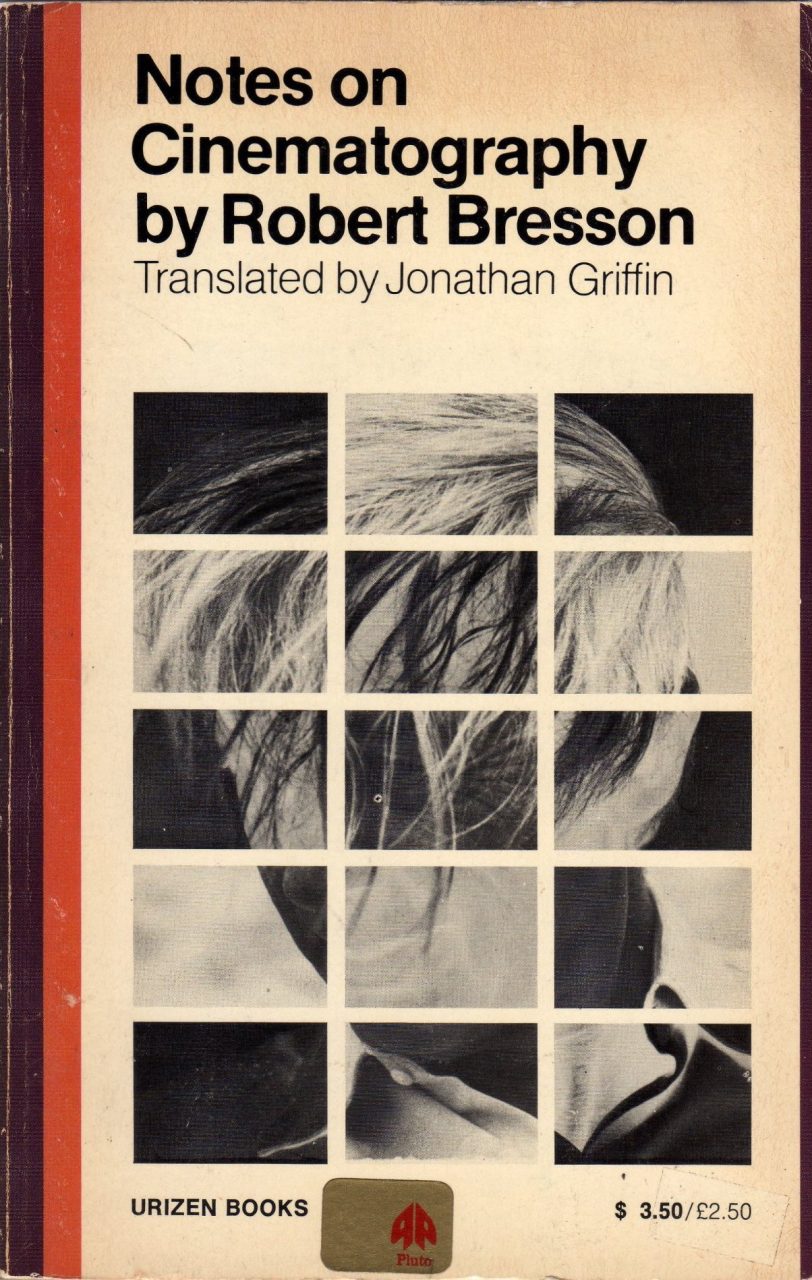 Notes on
Cinematography
by Robert Bresson
Translated by Jonathan Griffin
URIZEN BOOKS
Pluto
$ 3.50/£2.50